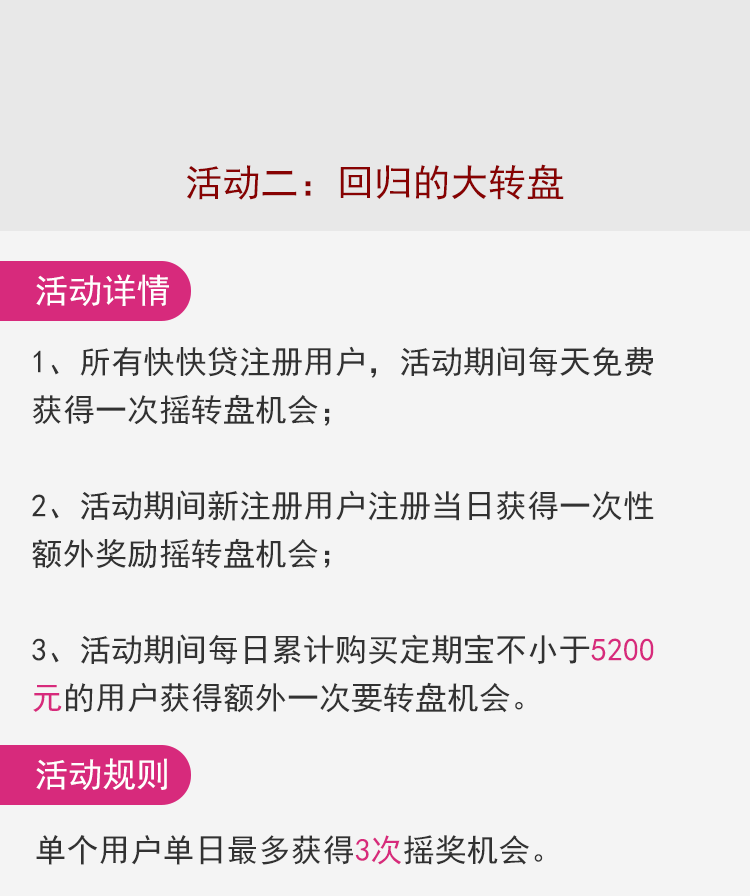 活动二：回归的大转盘
活动详情
1、所有快快贷注册用户，活动期间每天免费
获得一次摇转盘机会；
2、活动期间新注册用户注册当日获得一次性
额外奖励摇转盘机会；
3、活动期间每日累计购买定期宝不小于5200
元的用户获得额外一次要转盘机会。
活动规则
单个用户单日最多获得3次摇奖机会。